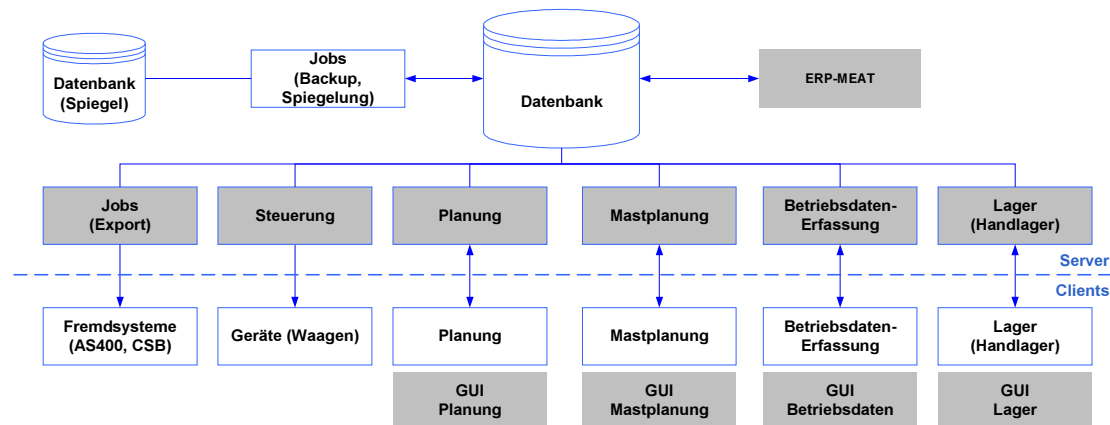 Datenbank
(Spiegel)
Jobs
(Backup,
Spiegelung)
Datenbank
ERP-MEAT
Jobs
(Export)
Steuerung
Planung
Mastplanung
Betriebsdaten-
Erfassung
Lager
(Handlager)
Server
Clients
Fremdsysteme
(AS400, CSB)
Geräte (Waagen)
Planung
Mastplanung
Betriebsdaten-
Erfassung
Lager
(Handlager)
GUI
Planung
GUI
Mastplanung
GUI
Betriebsdaten
GUI
Lager